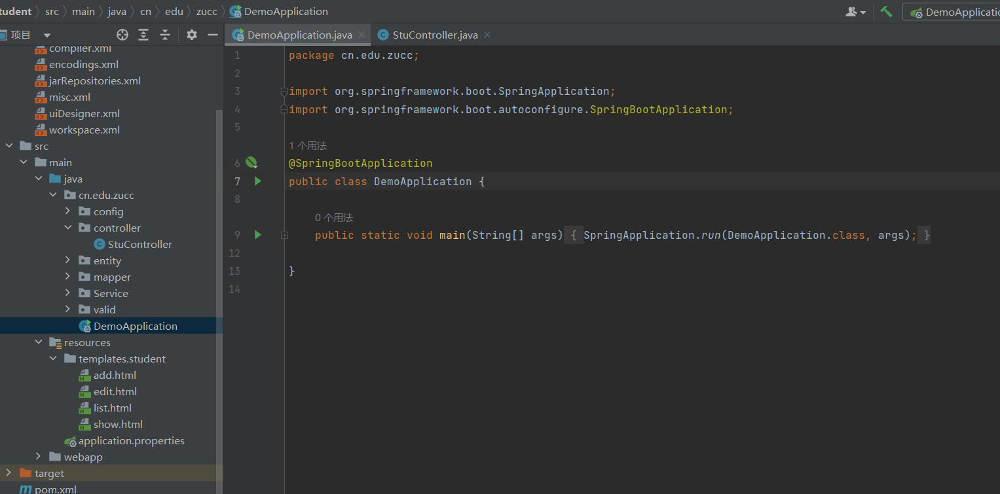 tudent src main java cn edu zucc DemoApplication
DemoApplicatio
项目
compiler.xml
encodings.xml
jarRepositories.xml
misc.xml
uiDesigner.xml
workspace.xml
src
main
java
cn.edu.zucc
config
controller
StuController
entity
mapper
Service
valid
DemoApplication
resources
templates.student
add.html
edit.html
list.html
show.html
application.properties
webapp
target
pom.xml
DemoApplication.java StuController.java
1 package cn.edu.zucc;
2
3 import org.springframework.boot.SpringApplication;
4 import org.springframework.boot.autoconfigure.SpringBootApplication;
5
1 个用法
6 @SpringBootApplication
7 public class DemoApplication {
8
0 个用法
9 public static void main(String[] args) { SpringApplication.run(DemoApplication.class, args); }
12
13 }
14